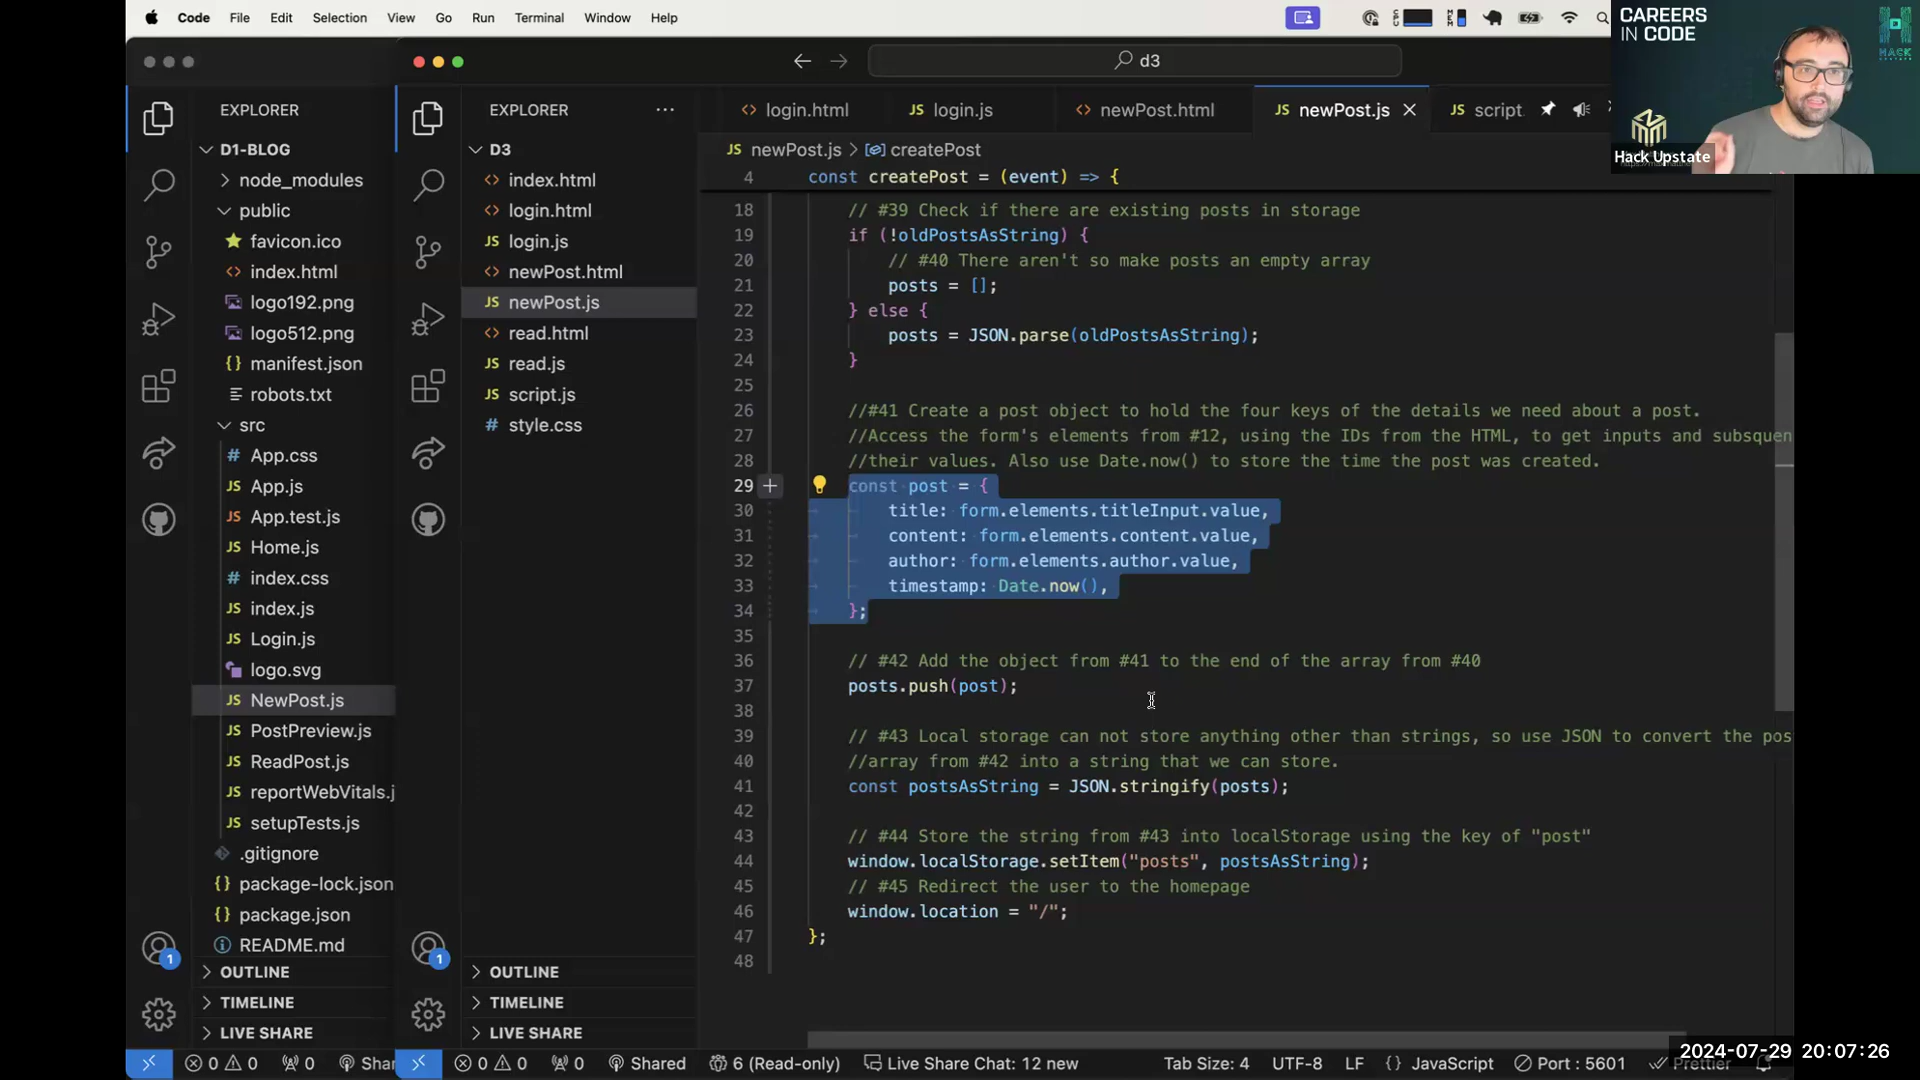 Code File Edit Selection View Go Run Terminal Window Help
CAREERS
IN CODE
HACK
Hack Upstate
d3
EXPLORER
D1-BLOG
node_modules
public
favicon.ico
index.html
logo192.png
logo512.png
manifest.json
robots.txt
src
App.css
App.js
App.test.js
Home.js
index.css
index.js
Login.js
logo.svg
NewPost.js
PostPreview.js
ReadPost.js
reportWebVitals.j
setupTests.js
.gitignore
package-lock.json
package.json
README.md
OUTLINE
TIMELINE
LIVE SHARE
EXPLORER
D3
index.html
login.html
login.js
newPost.html
newPost.js
read.html
read.js
script.js
style.css
OUTLINE
TIMELINE
LIVE SHARE
login.html login.js newPost.html newPost.js script
newPost.js > createPost
4 const createPost = (event) => {
18 // #39 Check if there are existing posts in storage
19 if (!oldPostsAsString) {
20 // #40 There aren't so make posts an empty array
21 posts = [];
22 } else {
23 posts = JSON.parse(oldPostsAsString);
24 }
25
26 //#41 Create a post object to hold the four keys of the details we need about a post.
27 //Access the form's elements from #12, using the IDs from the HTML, to get inputs and subsquen
28 //their values. Also use Date.now() to store the time the post was created.
29 const post = {
30 title: form.elements.titleInput.value,
31 content: form.elements.content.value,
32 author: form.elements.author.value,
33 timestamp: Date.now(),
34 };
35
36 // #42 Add the object from #41 to the end of the array from #40
37 posts.push(post);
38
39 // #43 Local storage can not store anything other than strings, so use JSON to convert the pos
40 //array from #42 into a string that we can store.
41 const postsAsString = JSON.stringify(posts);
42
43 // #44 Store the string from #43 into localStorage using the key of "post"
44 window.localStorage.setItem("posts", postsAsString);
45 // #45 Redirect the user to the homepage
46 window.location = "/";
47 };
48
1
1
0 0 0 Shar
0 0 0 Shared 6 (Read-only) Live Share Chat: 12 new Tab Size: 4 UTF-8 LF {} JavaScript Port : 5601 Prettier
2024-07-29 20:07:26